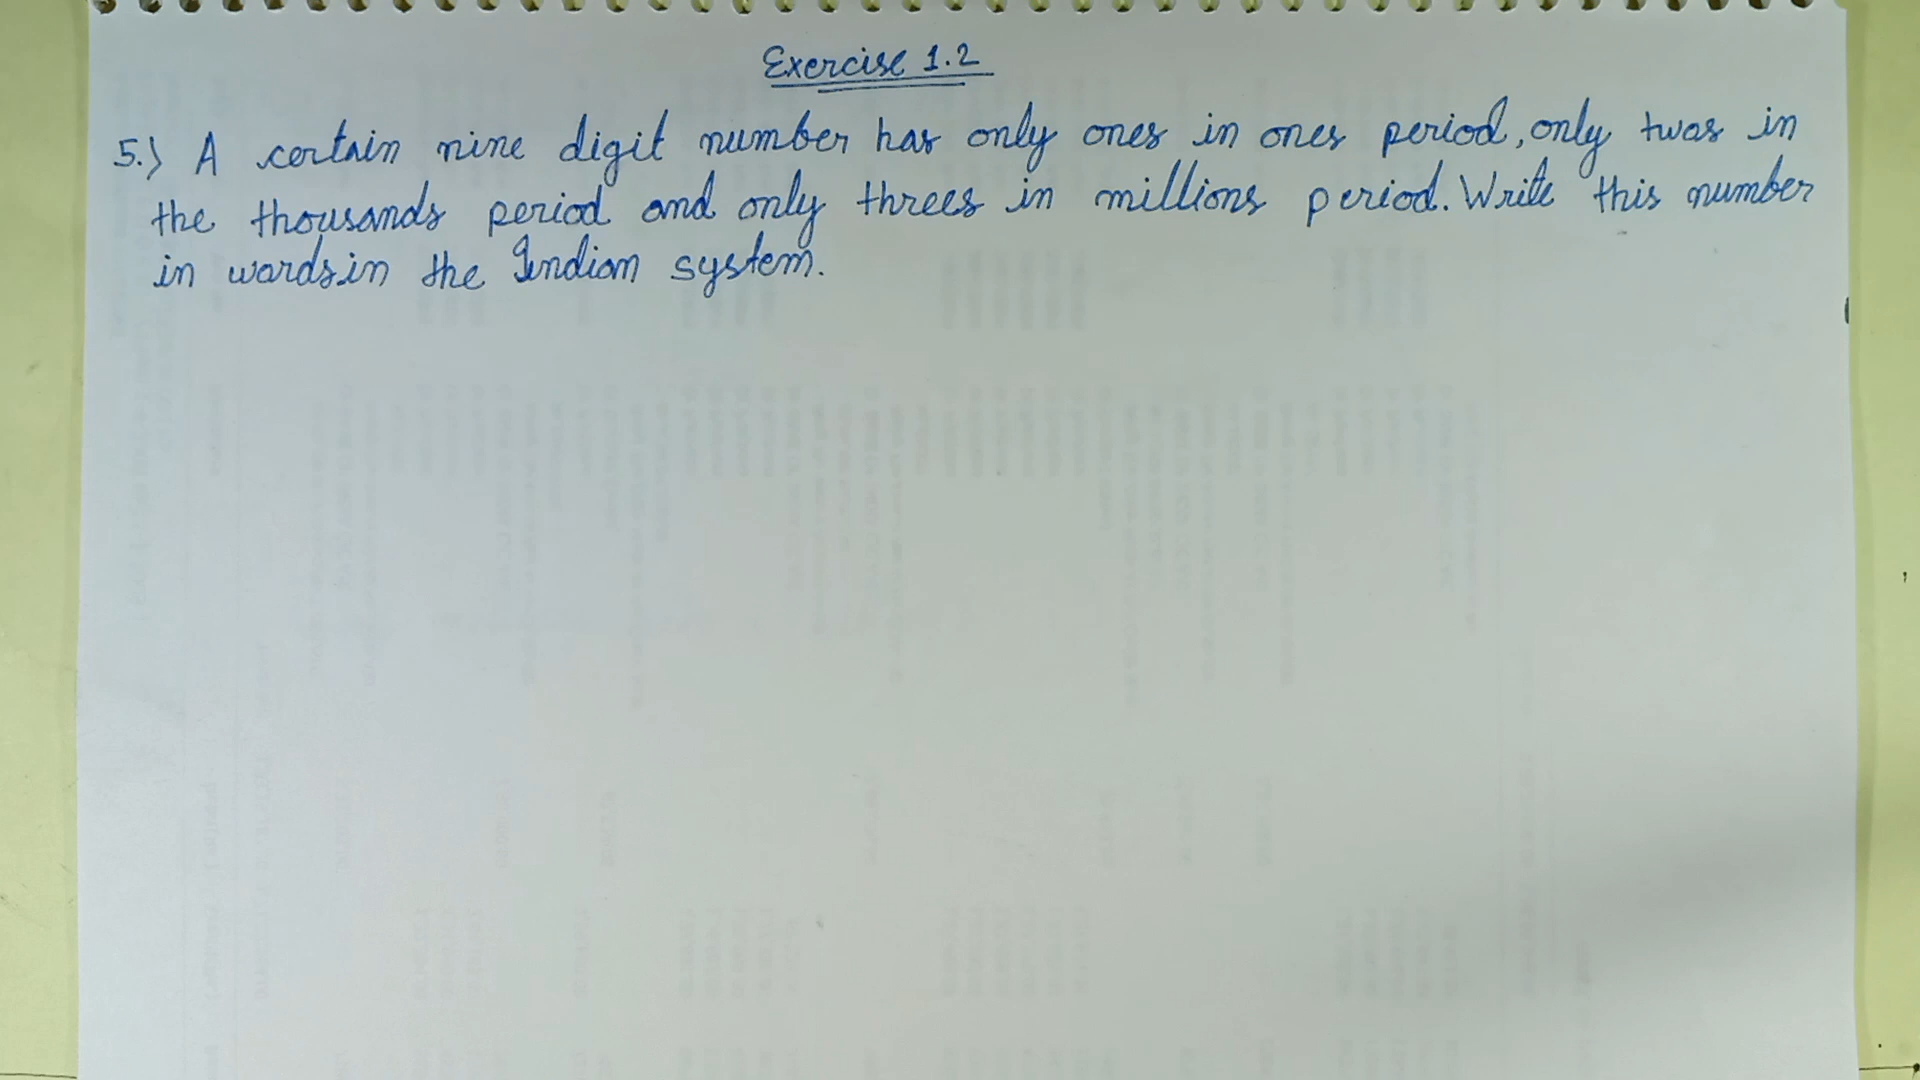 Exercise 1.2
5.) A certain nine digit number has only ones in ones period, only twos in
the thousands period and only threes in millions period. Write this number
in words in the Indian system.